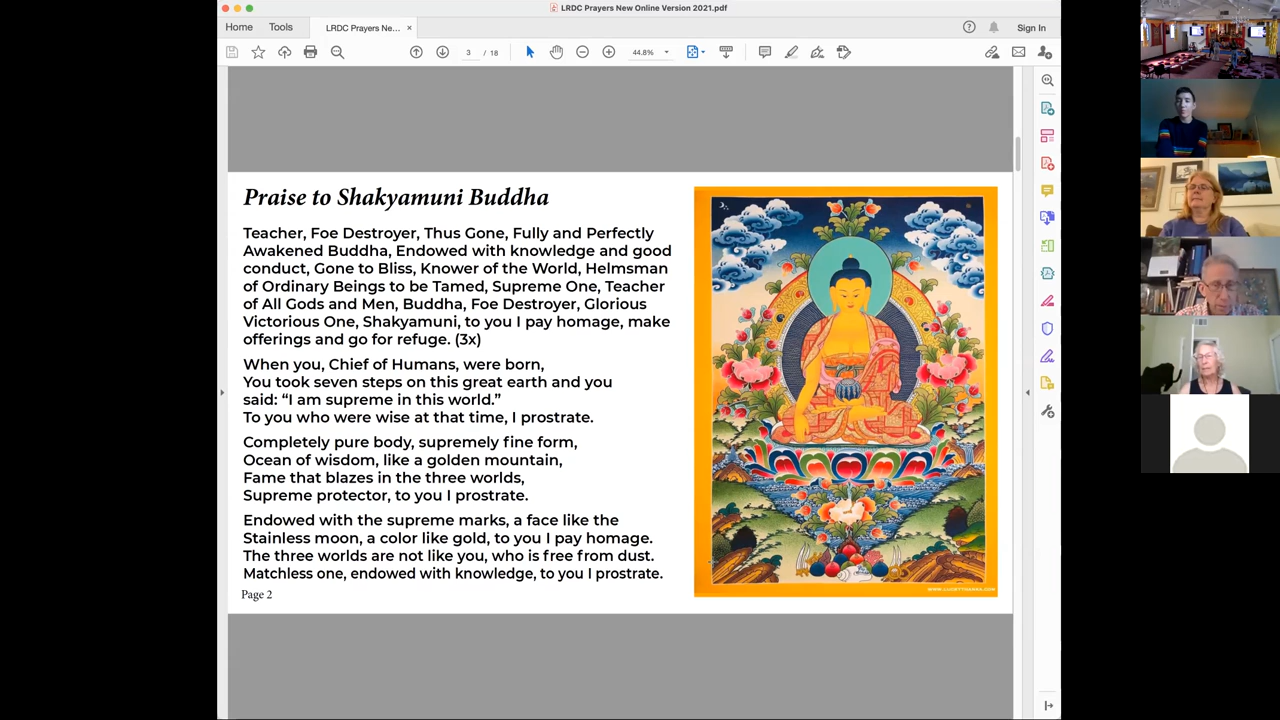 LRDC Prayers New Online Version 2021.pdf
Home Tools LRDC Prayers Ne... × Sign In
3 / 18 44.8%
Praise to Shakyamuni Buddha
Teacher, Foe Destroyer, Thus Gone, Fully and Perfectly
Awakened Buddha, Endowed with knowledge and good
conduct, Gone to Bliss, Knower of the World, Helmsman
of Ordinary Beings to be Tamed, Supreme One, Teacher
of All Gods and Men, Buddha, Foe Destroyer, Glorious
Victorious One, Shakyamuni, to you I pay homage, make
offerings and go for refuge. (3x)
When you, Chief of Humans, were born,
You took seven steps on this great earth and you
said: “I am supreme in this world.”
To you who were wise at that time, I prostrate.
Completely pure body, supremely fine form,
Ocean of wisdom, like a golden mountain,
Fame that blazes in the three worlds,
Supreme protector, to you I prostrate.
Endowed with the supreme marks, a face like the
Stainless moon, a color like gold, to you I pay homage.
The three worlds are not like you, who is free from dust.
Matchless one, endowed with knowledge, to you I prostrate.
Page 2